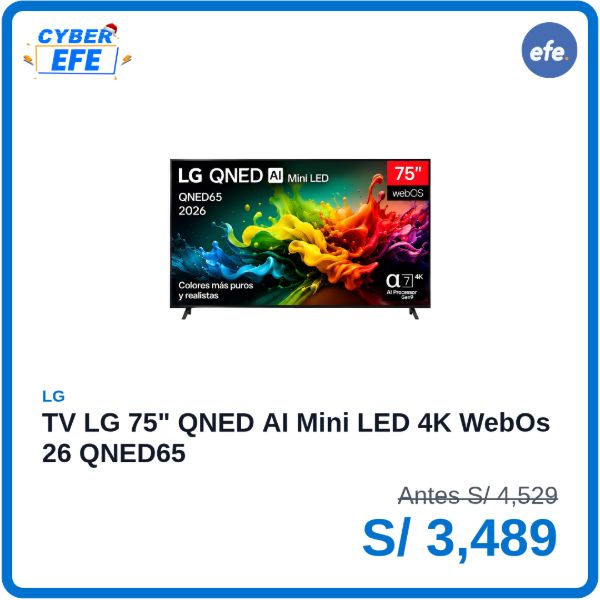 CYBER
EFE
efe.
LG QNED AI Mini LED
75"
webOS
QNED65
2026
Colores más puros
y realistas
α7 4K
AI Processor
Gen9
LG
TV LG 75" QNED AI Mini LED 4K WebOs
26 QNED65
Antes S/ 4,529
S/ 3,489